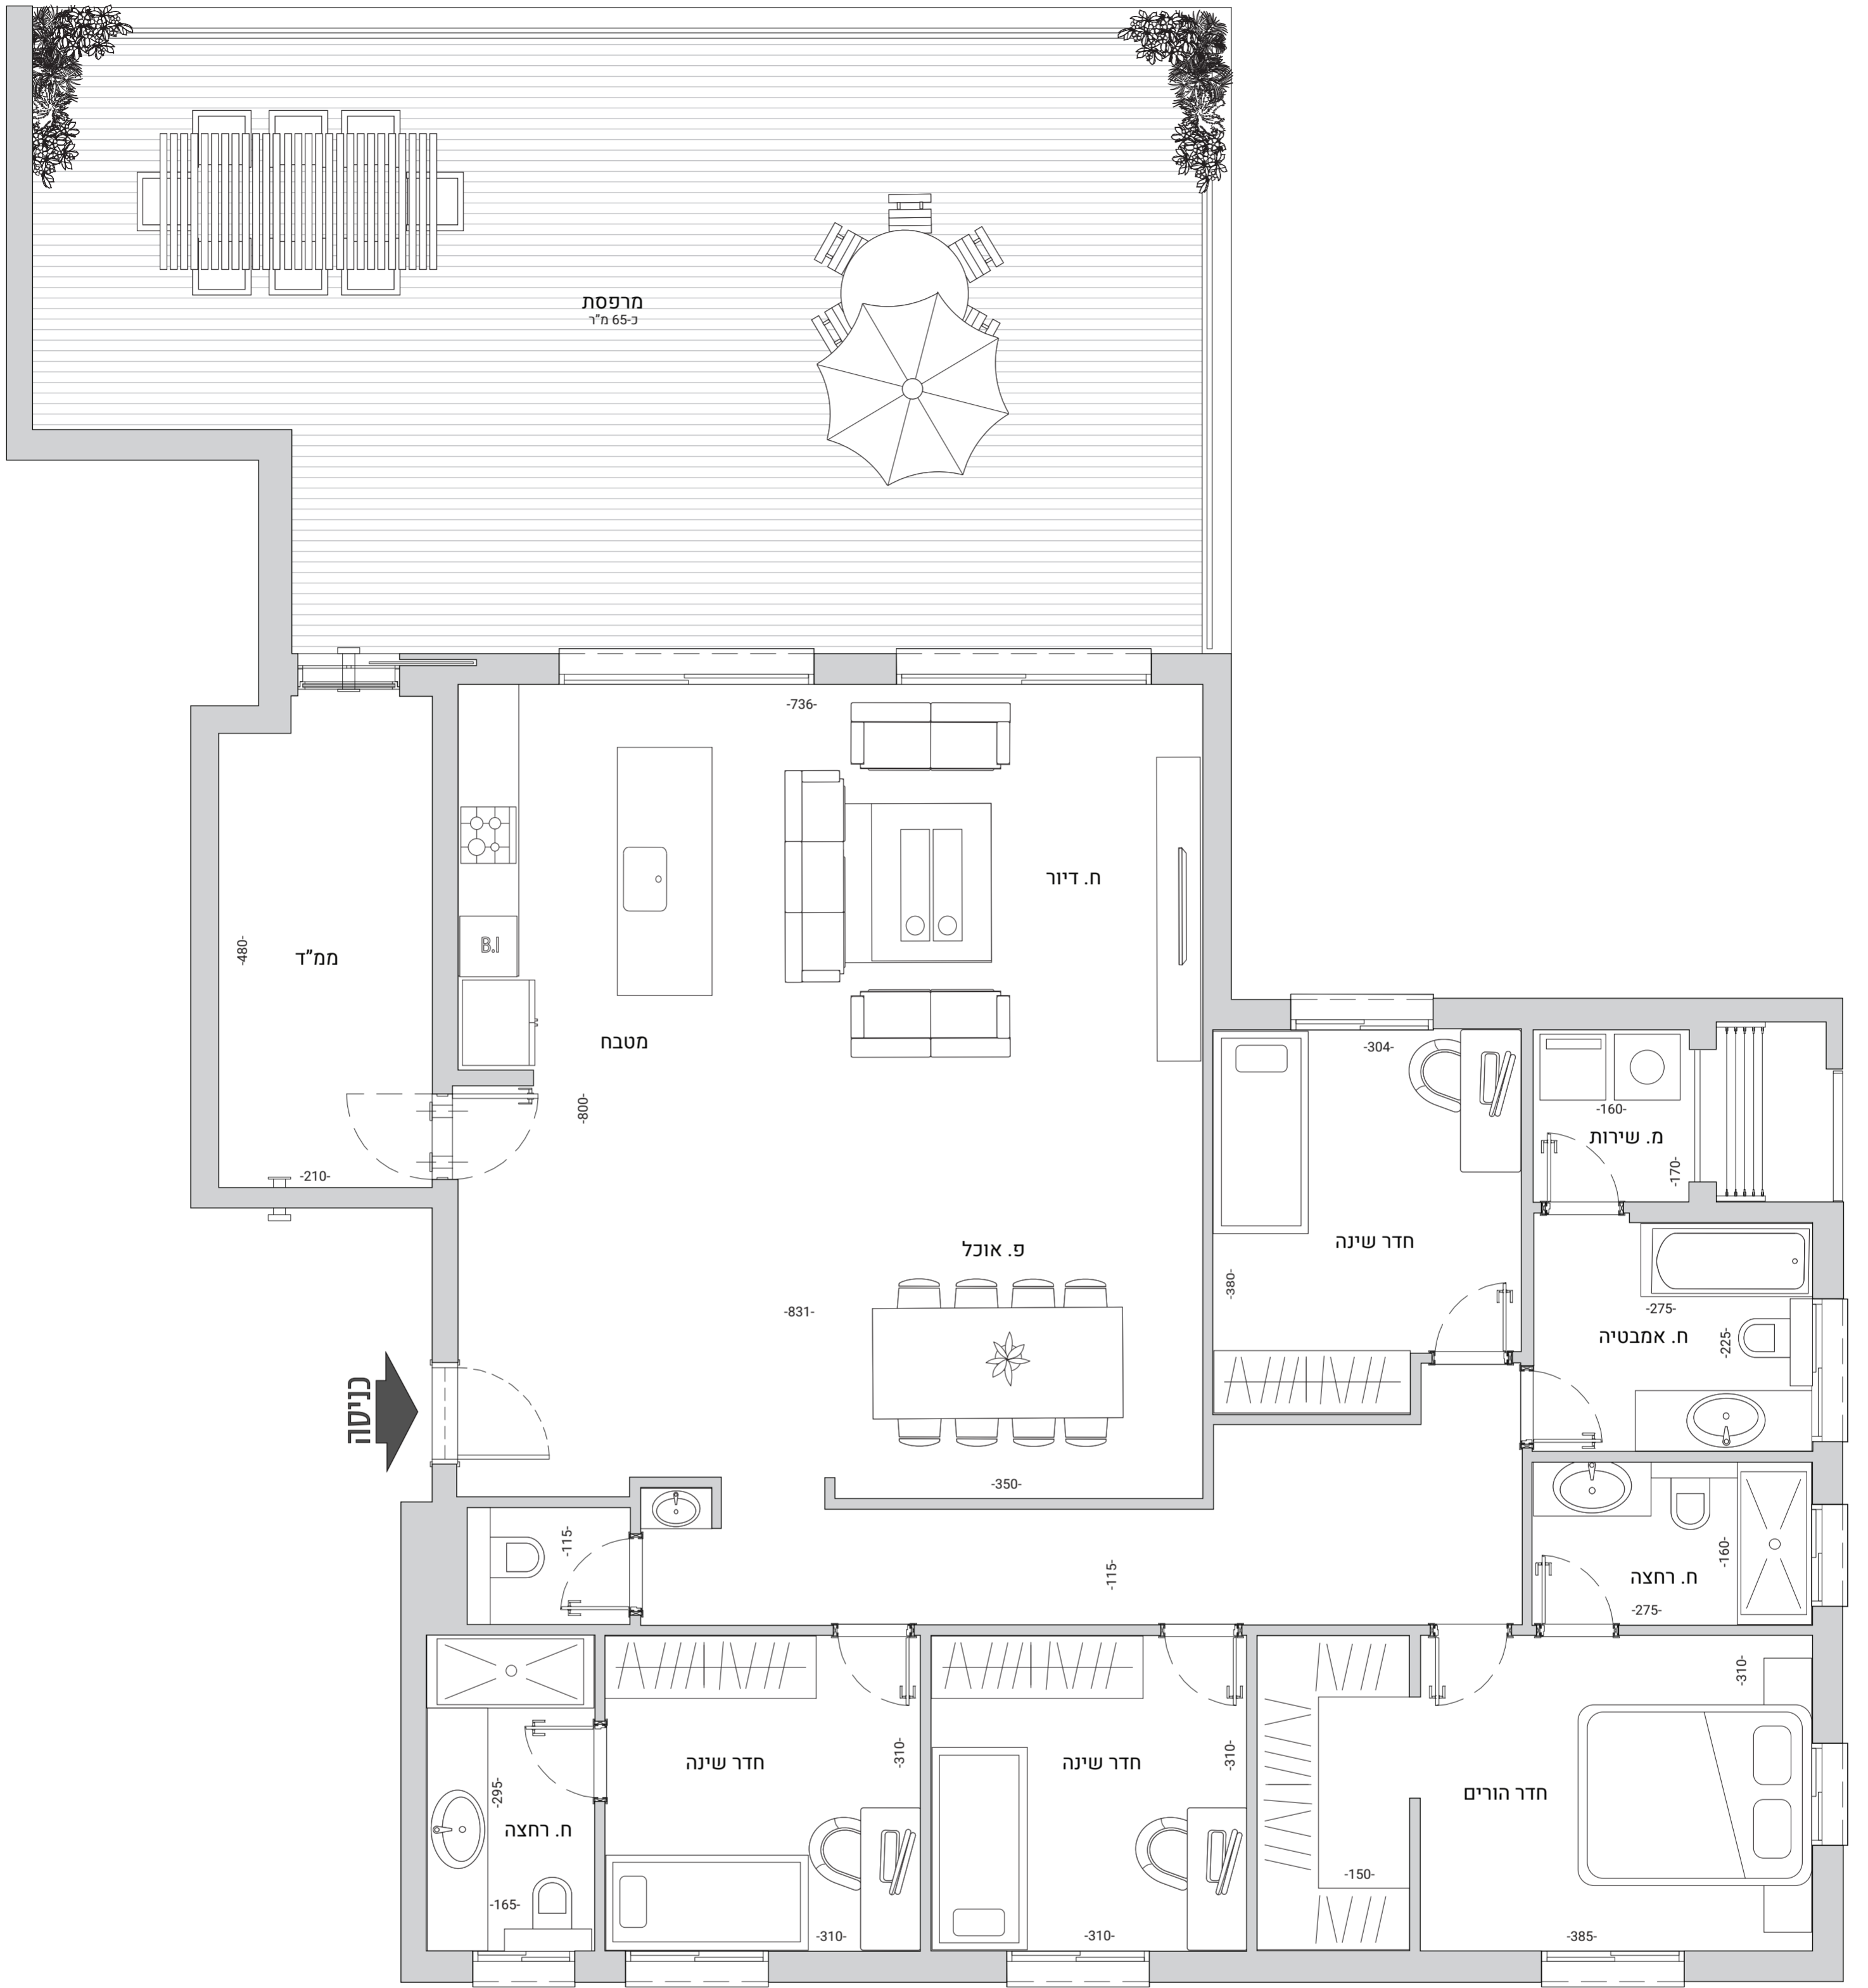 מרפסת
כ-65 מ"ר
-736-
ח. דיור
B.I
-480-
ממ"ד
מטבח
-304-
-800-
-160-
מ. שירות
-170-
-210-
חדר שינה
פ. אוכל
-380-
-831-
-275-
ח. אמבטיה
-225-
כניסה
-350-
-115-
-115-
-160-
ח. רחצה
-275-
-310-
חדר שינה
-310-
חדר שינה
-310-
חדר הורים
-295-
ח. רחצה
-150-
-165-
-310-
-310-
-385-